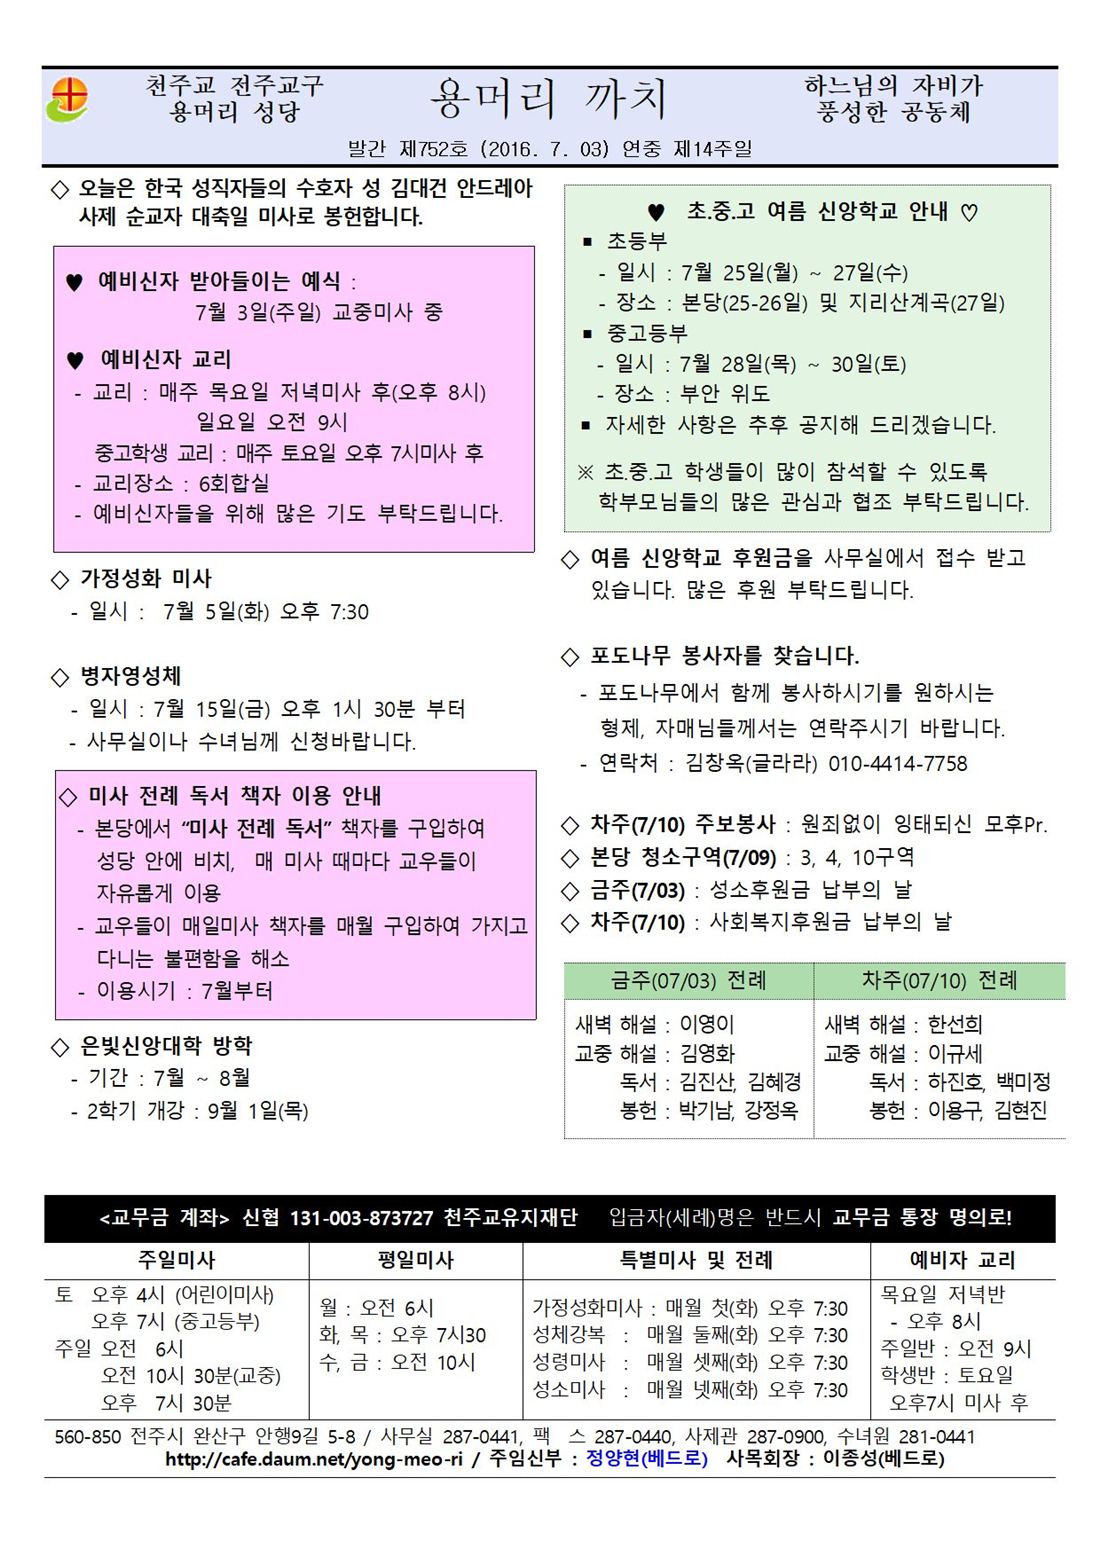 천주교 전주교구
용머리 성당
용머리 까치
하느님의 자비가
풍성한 공동체
발간 제752호 (2016. 7. 03) 연중 제14주일
◇ 오늘은 한국 성직자들의 수호자 성 김대건 안드레아
사제 순교자 대축일 미사로 봉헌합니다.
♥ 예비신자 받아들이는 예식 :
7월 3일(주일) 교중미사 중
♥ 예비신자 교리
- 교리 : 매주 목요일 저녁미사 후(오후 8시)
일요일 오전 9시
중고학생 교리 : 매주 토요일 오후 7시미사 후
- 교리장소 : 6회합실
- 예비신자들을 위해 많은 기도 부탁드립니다.
◇ 가정성화 미사
- 일시 : 7월 5일(화) 오후 7:30
◇ 병자영성체
- 일시 : 7월 15일(금) 오후 1시 30분 부터
- 사무실이나 수녀님께 신청바랍니다.
◇ 미사 전례 독서 책자 이용 안내
- 본당에서 “미사 전례 독서” 책자를 구입하여
성당 안에 비치, 매 미사 때마다 교우들이
자유롭게 이용
- 교우들이 매일미사 책자를 매월 구입하여 가지고
다니는 불편함을 해소
- 이용시기 : 7월부터
◇ 은빛신앙대학 방학
- 기간 : 7월 ~ 8월
- 2학기 개강 : 9월 1일(목)
♥ 초.중.고 여름 신앙학교 안내 ♡
▪ 초등부
- 일시 : 7월 25일(월) ~ 27일(수)
- 장소 : 본당(25-26일) 및 지리산계곡(27일)
▪ 중고등부
- 일시 : 7월 28일(목) ~ 30일(토)
- 장소 : 부안 위도
▪ 자세한 사항은 추후 공지해 드리겠습니다.
※ 초.중.고 학생들이 많이 참석할 수 있도록
학부모님들의 많은 관심과 협조 부탁드립니다.
◇ 여름 신앙학교 후원금을 사무실에서 접수 받고
있습니다. 많은 후원 부탁드립니다.
◇ 포도나무 봉사자를 찾습니다.
- 포도나무에서 함께 봉사하시기를 원하시는
형제, 자매님들께서는 연락주시기 바랍니다.
- 연락처 : 김창옥(글라라) 010-4414-7758
◇ 차주(7/10) 주보봉사 : 원죄없이 잉태되신 모후Pr.
◇ 본당 청소구역(7/09) : 3, 4, 10구역
◇ 금주(7/03) : 성소후원금 납부의 날
◇ 차주(7/10) : 사회복지후원금 납부의 날
금주(07/03) 전례
새벽 해설 : 이영이
교중 해설 : 김영화
독서 : 김진산, 김혜경
봉헌 : 박기남, 강정옥
차주(07/10) 전례
새벽 해설 : 한선희
교중 해설 : 이규세
독서 : 하진호, 백미정
봉헌 : 이용구, 김현진
<교무금 계좌> 신협 131-003-873727 천주교유지재단 입금자(세례)명은 반드시 교무금 통장 명의로!
주일미사
토 오후 4시 (어린이미사)
오후 7시 (중고등부)
주일 오전 6시
오전 10시 30분(교중)
오후 7시 30분
평일미사
월 : 오전 6시
화, 목 : 오후 7시30
수, 금 : 오전 10시
특별미사 및 전례
가정성화미사 : 매월 첫(화) 오후 7:30
성체강복 : 매월 둘째(화) 오후 7:30
성령미사 : 매월 셋째(화) 오후 7:30
성소미사 : 매월 넷째(화) 오후 7:30
예비자 교리
목요일 저녁반
- 오후 8시
주일반 : 오전 9시
학생반 : 토요일
오후7시 미사 후
560-850 전주시 완산구 안행9길 5-8 / 사무실 287-0441, 팩 스 287-0440, 사제관 287-0900, 수녀원 281-0441
http://cafe.daum.net/yong-meo-ri / 주임신부 : 정양현(베드로) 사목회장 : 이종성(베드로)